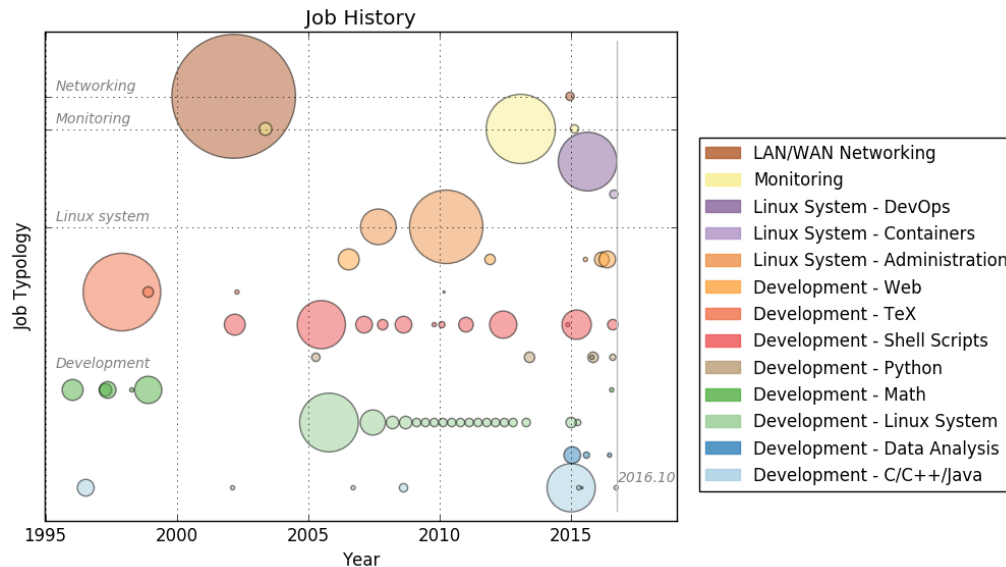 Job History
Networking
Monitoring
Linux system
Development
2016.10
Job Typology
1995 2000 2005 2010 2015
Year
LAN/WAN Networking
Monitoring
Linux System - DevOps
Linux System - Containers
Linux System - Administration
Development - Web
Development - TeX
Development - Shell Scripts
Development - Python
Development - Math
Development - Linux System
Development - Data Analysis
Development - C/C++/Java